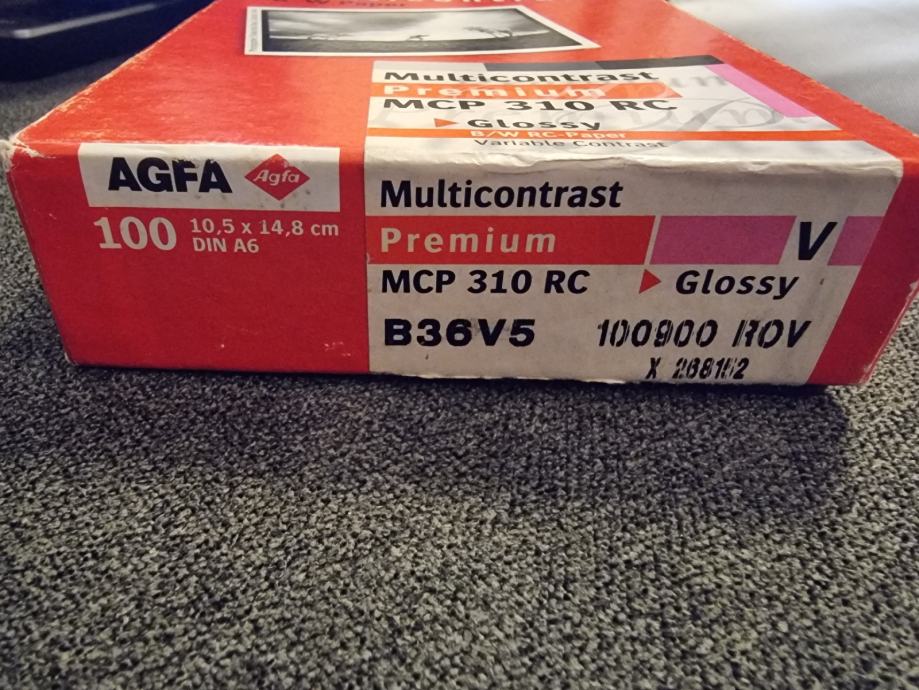 Multicontrast
Premium
MCP 310 RC
Glossy
B/W RC-Paper
Variable Contrast
AGFA Agfa
100 10,5 x 14,8 cm
DIN A6
Multicontrast
Premium V
MCP 310 RC Glossy
B36V5 100900 ROV